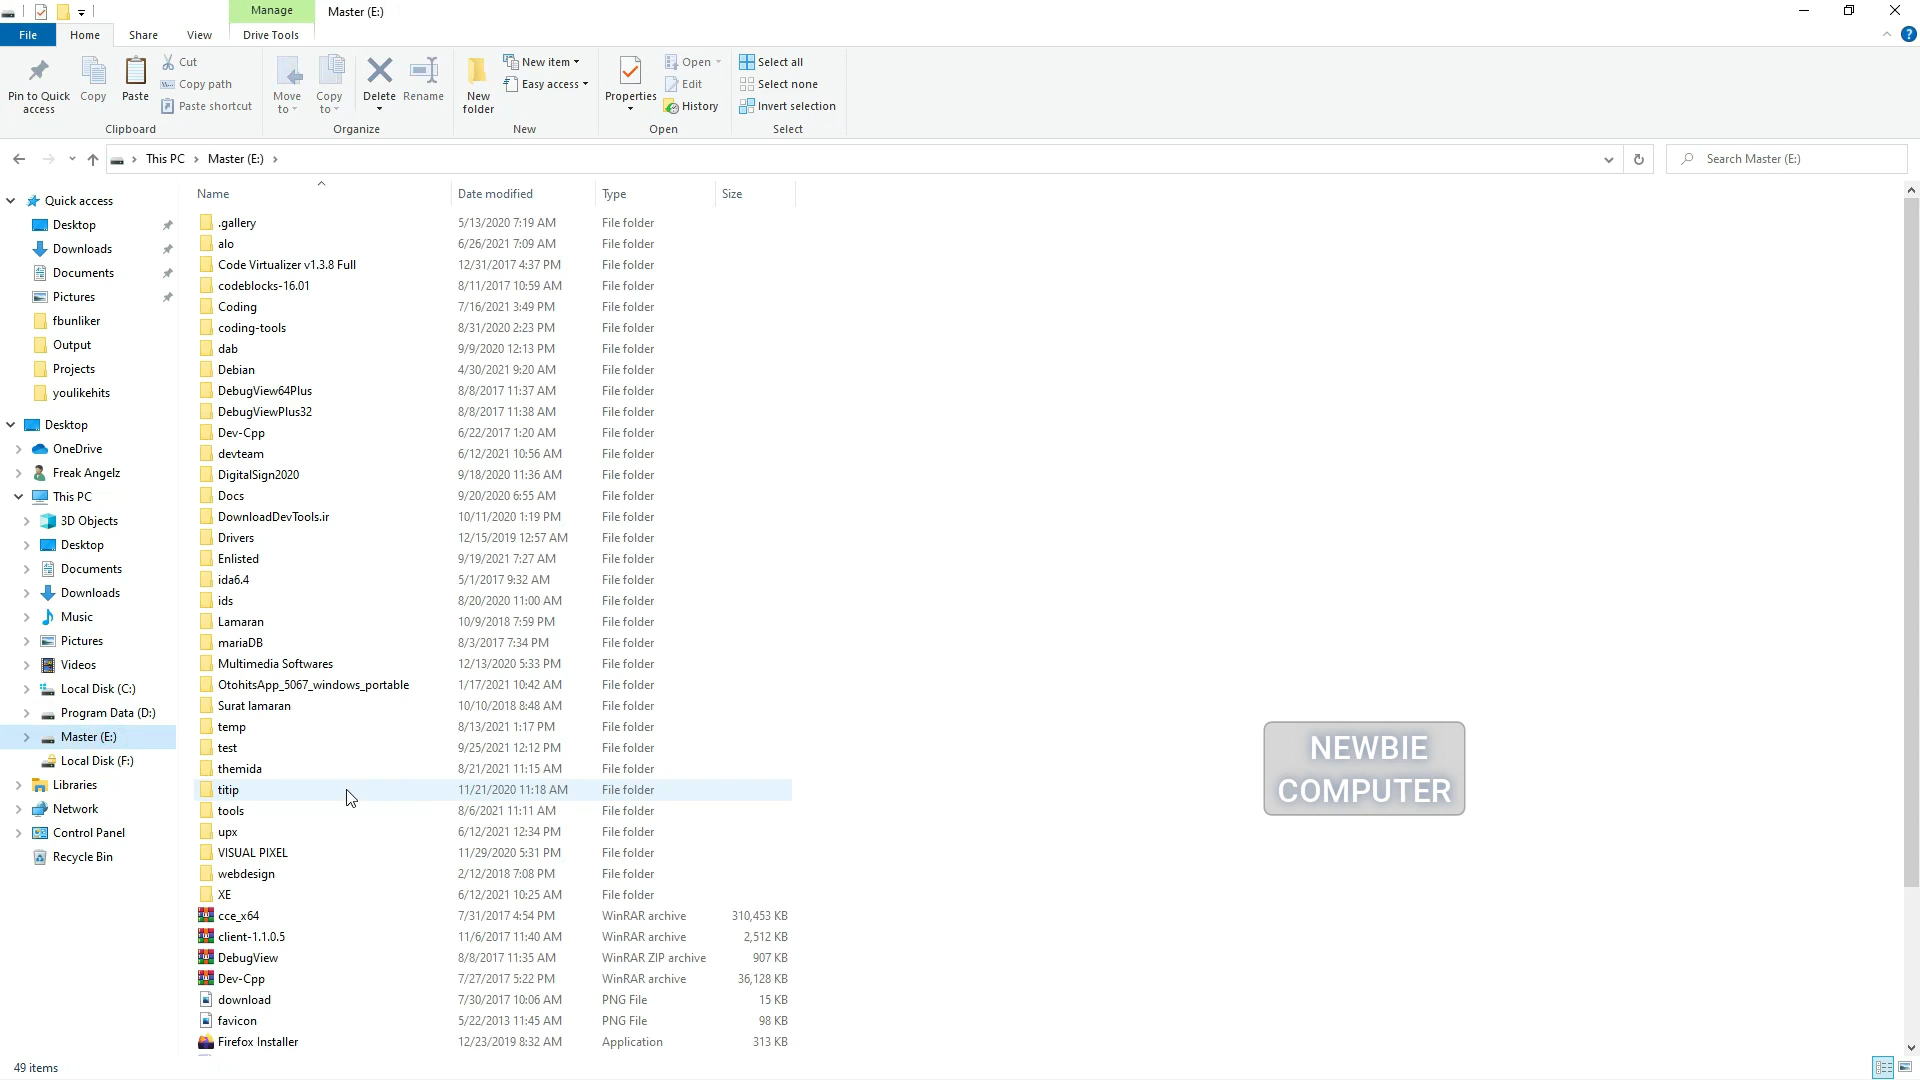 Manage Master (E:)
File Home Share View Drive Tools
Pin to Quick access
Copy
Paste
Cut
Copy path
Paste shortcut
Clipboard
Move to
Copy to
Delete
Rename
Organize
New folder
New item
Easy access
New
Properties
Open
Edit
History
Open
Select all
Select none
Invert selection
Select
This PC Master (E:)
Search Master (E:)
Quick access
Desktop
Downloads
Documents
Pictures
fbunliker
Output
Projects
youlikehits
Desktop
OneDrive
Freak Angelz
This PC
3D Objects
Desktop
Documents
Downloads
Music
Pictures
Videos
Local Disk (C:)
Program Data (D:)
Master (E:)
Local Disk (F:)
Libraries
Network
Control Panel
Recycle Bin
Name Date modified Type Size
.gallery 5/13/2020 7:19 AM File folder
alo 6/26/2021 7:09 AM File folder
Code Virtualizer v1.3.8 Full 12/31/2017 4:37 PM File folder
codeblocks-16.01 8/11/2017 10:59 AM File folder
Coding 7/16/2021 3:49 PM File folder
coding-tools 8/31/2020 2:23 PM File folder
dab 9/9/2020 12:13 PM File folder
Debian 4/30/2021 9:20 AM File folder
DebugView64Plus 8/8/2017 11:37 AM File folder
DebugViewPlus32 8/8/2017 11:38 AM File folder
Dev-Cpp 6/22/2017 1:20 AM File folder
devteam 6/12/2021 10:56 AM File folder
DigitalSign2020 9/18/2020 11:36 AM File folder
Docs 9/20/2020 6:55 AM File folder
DownloadDevTools.ir 10/11/2020 1:19 PM File folder
Drivers 12/15/2019 12:57 AM File folder
Enlisted 9/19/2021 7:27 AM File folder
ida6.4 5/1/2017 9:32 AM File folder
ids 8/20/2020 11:00 AM File folder
Lamaran 10/9/2018 7:59 PM File folder
mariaDB 8/3/2017 7:34 PM File folder
Multimedia Softwares 12/13/2020 5:33 PM File folder
OtohitsApp_5067_windows_portable 1/17/2021 10:42 AM File folder
Surat lamaran 10/10/2018 8:48 AM File folder
temp 8/13/2021 1:17 PM File folder
test 9/25/2021 12:12 PM File folder
themida 8/21/2021 11:15 AM File folder
titip 11/21/2020 11:18 AM File folder
tools 8/6/2021 11:11 AM File folder
upx 6/12/2021 12:34 PM File folder
VISUAL PIXEL 11/29/2020 5:31 PM File folder
webdesign 2/12/2018 7:08 PM File folder
XE 6/12/2021 10:25 AM File folder
cce_x64 7/31/2017 4:54 PM WinRAR archive 310,453 KB
client-1.1.0.5 11/6/2017 11:40 AM WinRAR archive 2,512 KB
DebugView 8/8/2017 11:35 AM WinRAR ZIP archive 907 KB
Dev-Cpp 7/27/2017 5:22 PM WinRAR archive 36,128 KB
download 7/30/2017 10:06 AM PNG File 15 KB
favicon 5/22/2013 11:45 AM PNG File 98 KB
Firefox Installer 12/23/2019 8:32 AM Application 313 KB
NEWBIE
COMPUTER
49 items